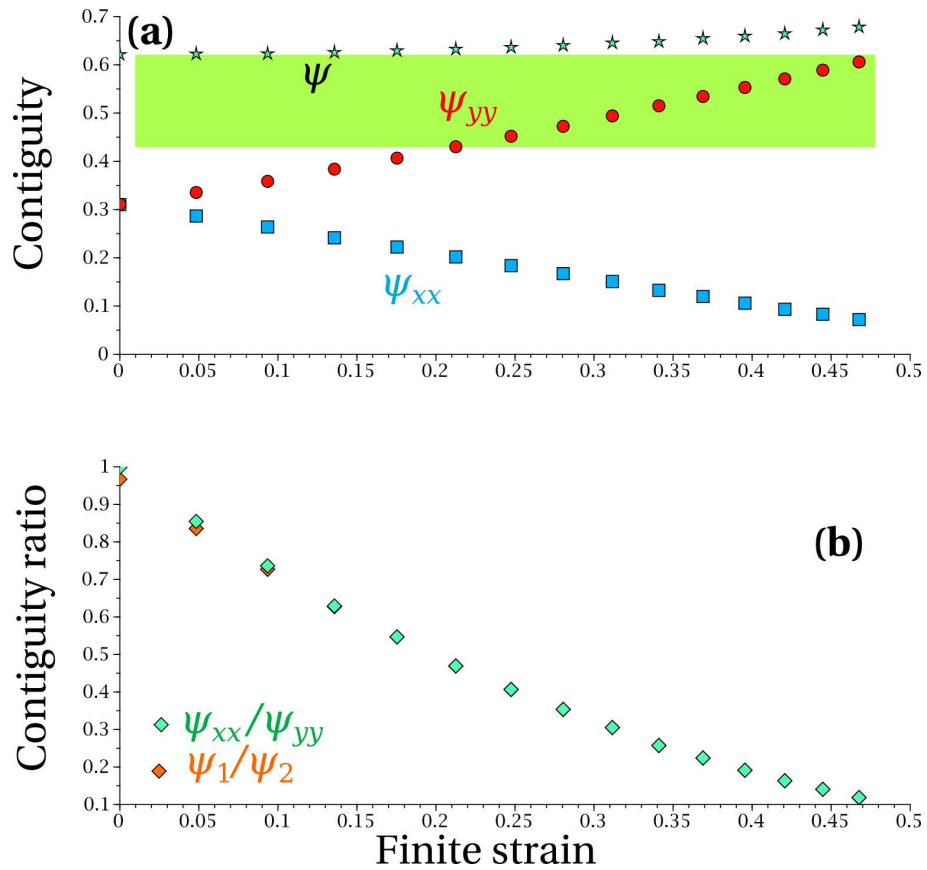 (a)
0.7
0.6
0.5
0.4
0.3
0.2
0.1
0
Contiguity
ψ
ψyy
ψxx
0 0.05 0.1 0.15 0.2 0.25 0.3 0.35 0.4 0.45 0.5
(b)
1
0.9
0.8
0.7
0.6
0.5
0.4
0.3
0.2
0.1
Contiguity ratio
ψxx/ψyy
ψ1/ψ2
0 0.05 0.1 0.15 0.2 0.25 0.3 0.35 0.4 0.45 0.5
Finite strain